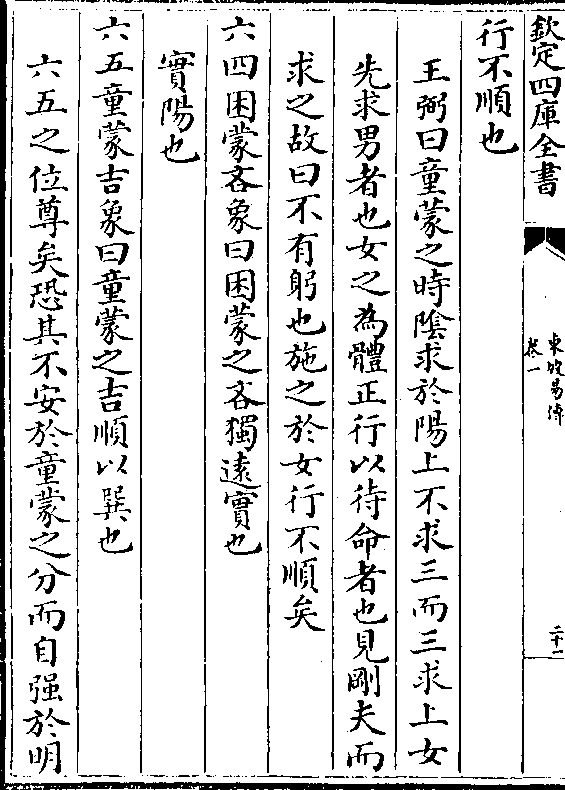 欽定四庫全書
東坡易傳
卷一
二十一
行不順也
王弼曰童蒙之時隂求於陽上不求三而三求上女
先求男者也女之為體正行以待命者也見剛夫而
求之故曰不有躬也施之於女行不順矣
六四困蒙吝象曰困蒙之吝獨逺實也
實陽也
六五童蒙吉象曰童蒙之吉順以巽也
六五之位尊矣恐其不安於童蒙之分而自强於明